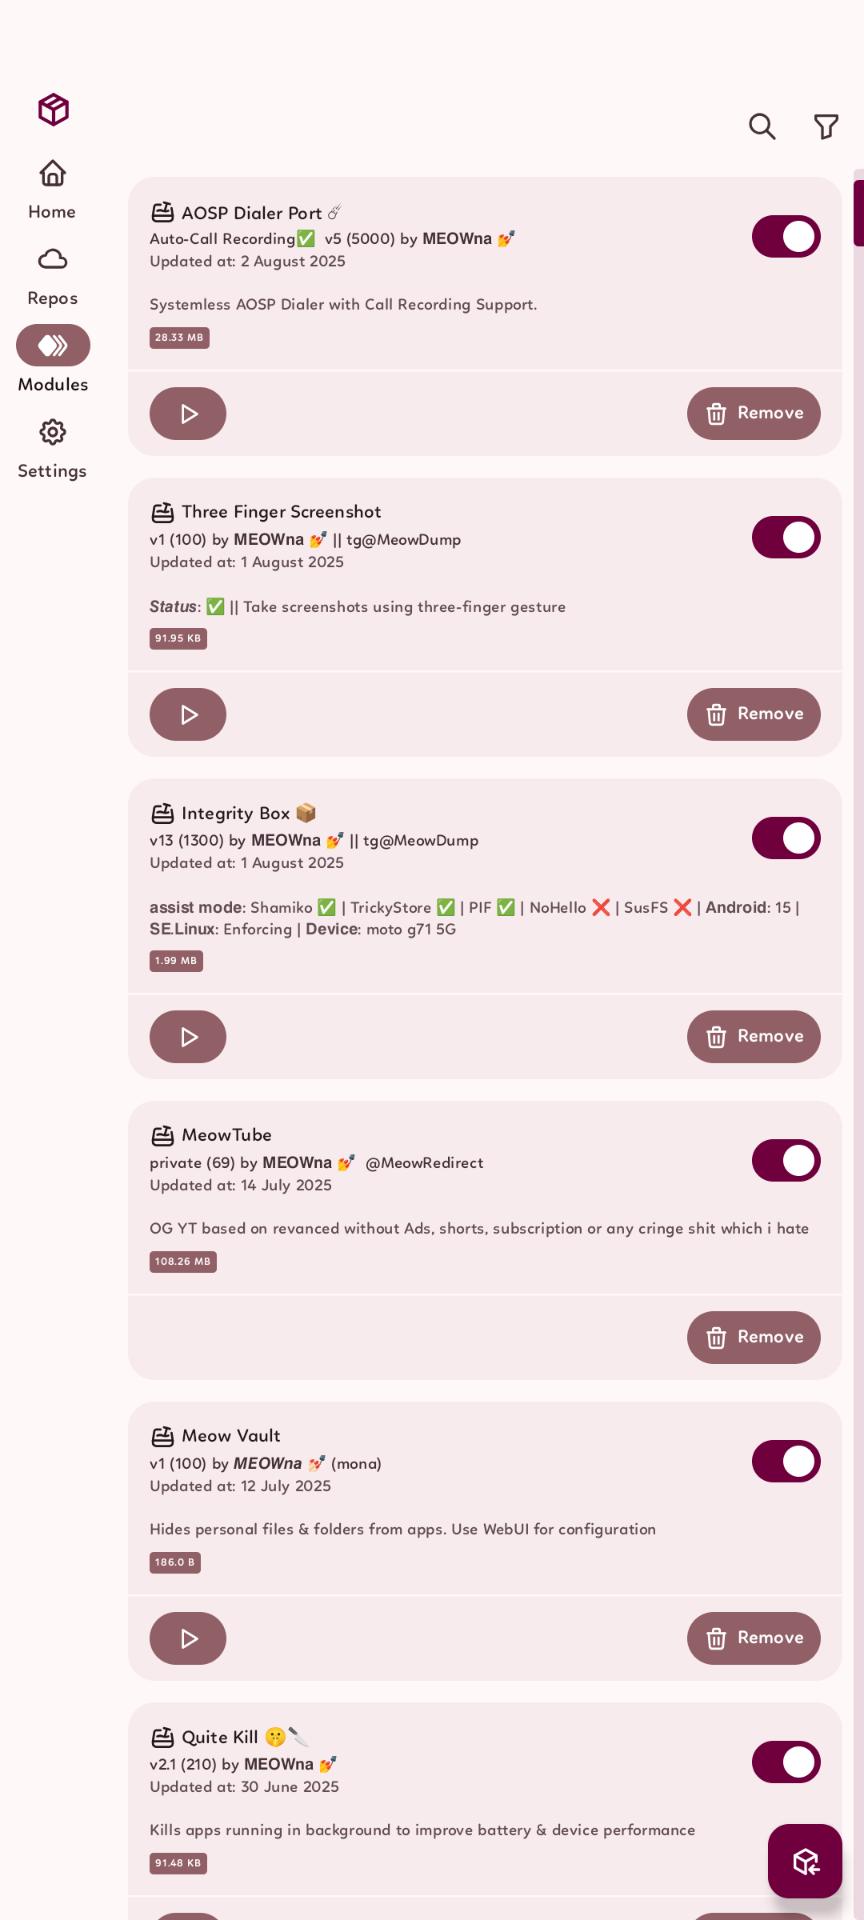 Home
Repos
Modules
Settings
AOSP Dialer Port ☄️
Auto-Call Recording✅ v5 (5000) by MEOWna 💅
Updated at: 2 August 2025
Systemless AOSP Dialer with Call Recording Support.
28.33 MB
Remove
Three Finger Screenshot
v1 (100) by MEOWna 💅 || tg@MeowDump
Updated at: 1 August 2025
Status: ✅ || Take screenshots using three-finger gesture
91.95 KB
Remove
Integrity Box 📦
v13 (1300) by MEOWna 💅 || tg@MeowDump
Updated at: 1 August 2025
assist mode: Shamiko ✅ | TrickyStore ✅ | PIF ✅ | NoHello ❌ | SusFS ❌ | Android: 15 |
SE.Linux: Enforcing | Device: moto g71 5G
1.99 MB
Remove
MeowTube
private (69) by MEOWna 💅 @MeowRedirect
Updated at: 14 July 2025
OG YT based on revanced without Ads, shorts, subscription or any cringe shit which i hate
108.26 MB
Remove
Meow Vault
v1 (100) by MEOWna 💅🏻 (mona)
Updated at: 12 July 2025
Hides personal files & folders from apps. Use WebUI for configuration
186.0 B
Remove
Quite Kill 🤫🔪
v2.1 (210) by MEOWna 💅
Updated at: 30 June 2025
Kills apps running in background to improve battery & device performance
91.48 KB